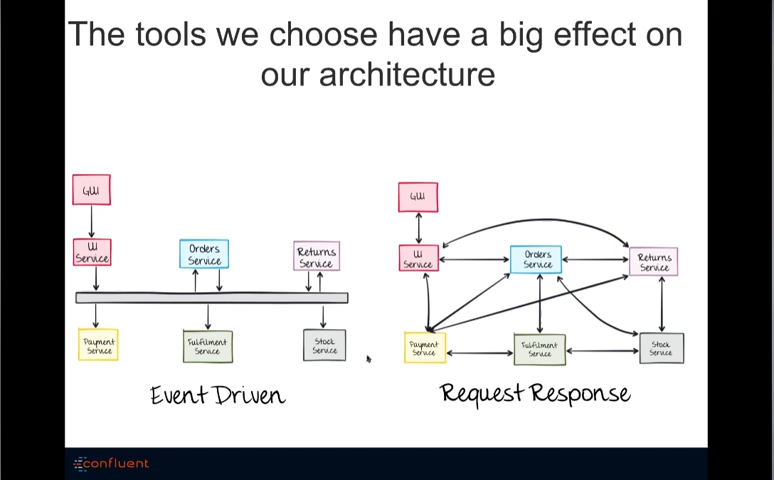 The tools we choose have a big effect on
our architecture
GUI
UI
Service
Orders
Service
Returns
Service
Payment
Service
Fulfilment
Service
Stock
Service
Event Driven
GUI
UI
Service
Orders
Service
Returns
Service
Payment
Service
Fulfilment
Service
Stock
Service
Request Response
confluent